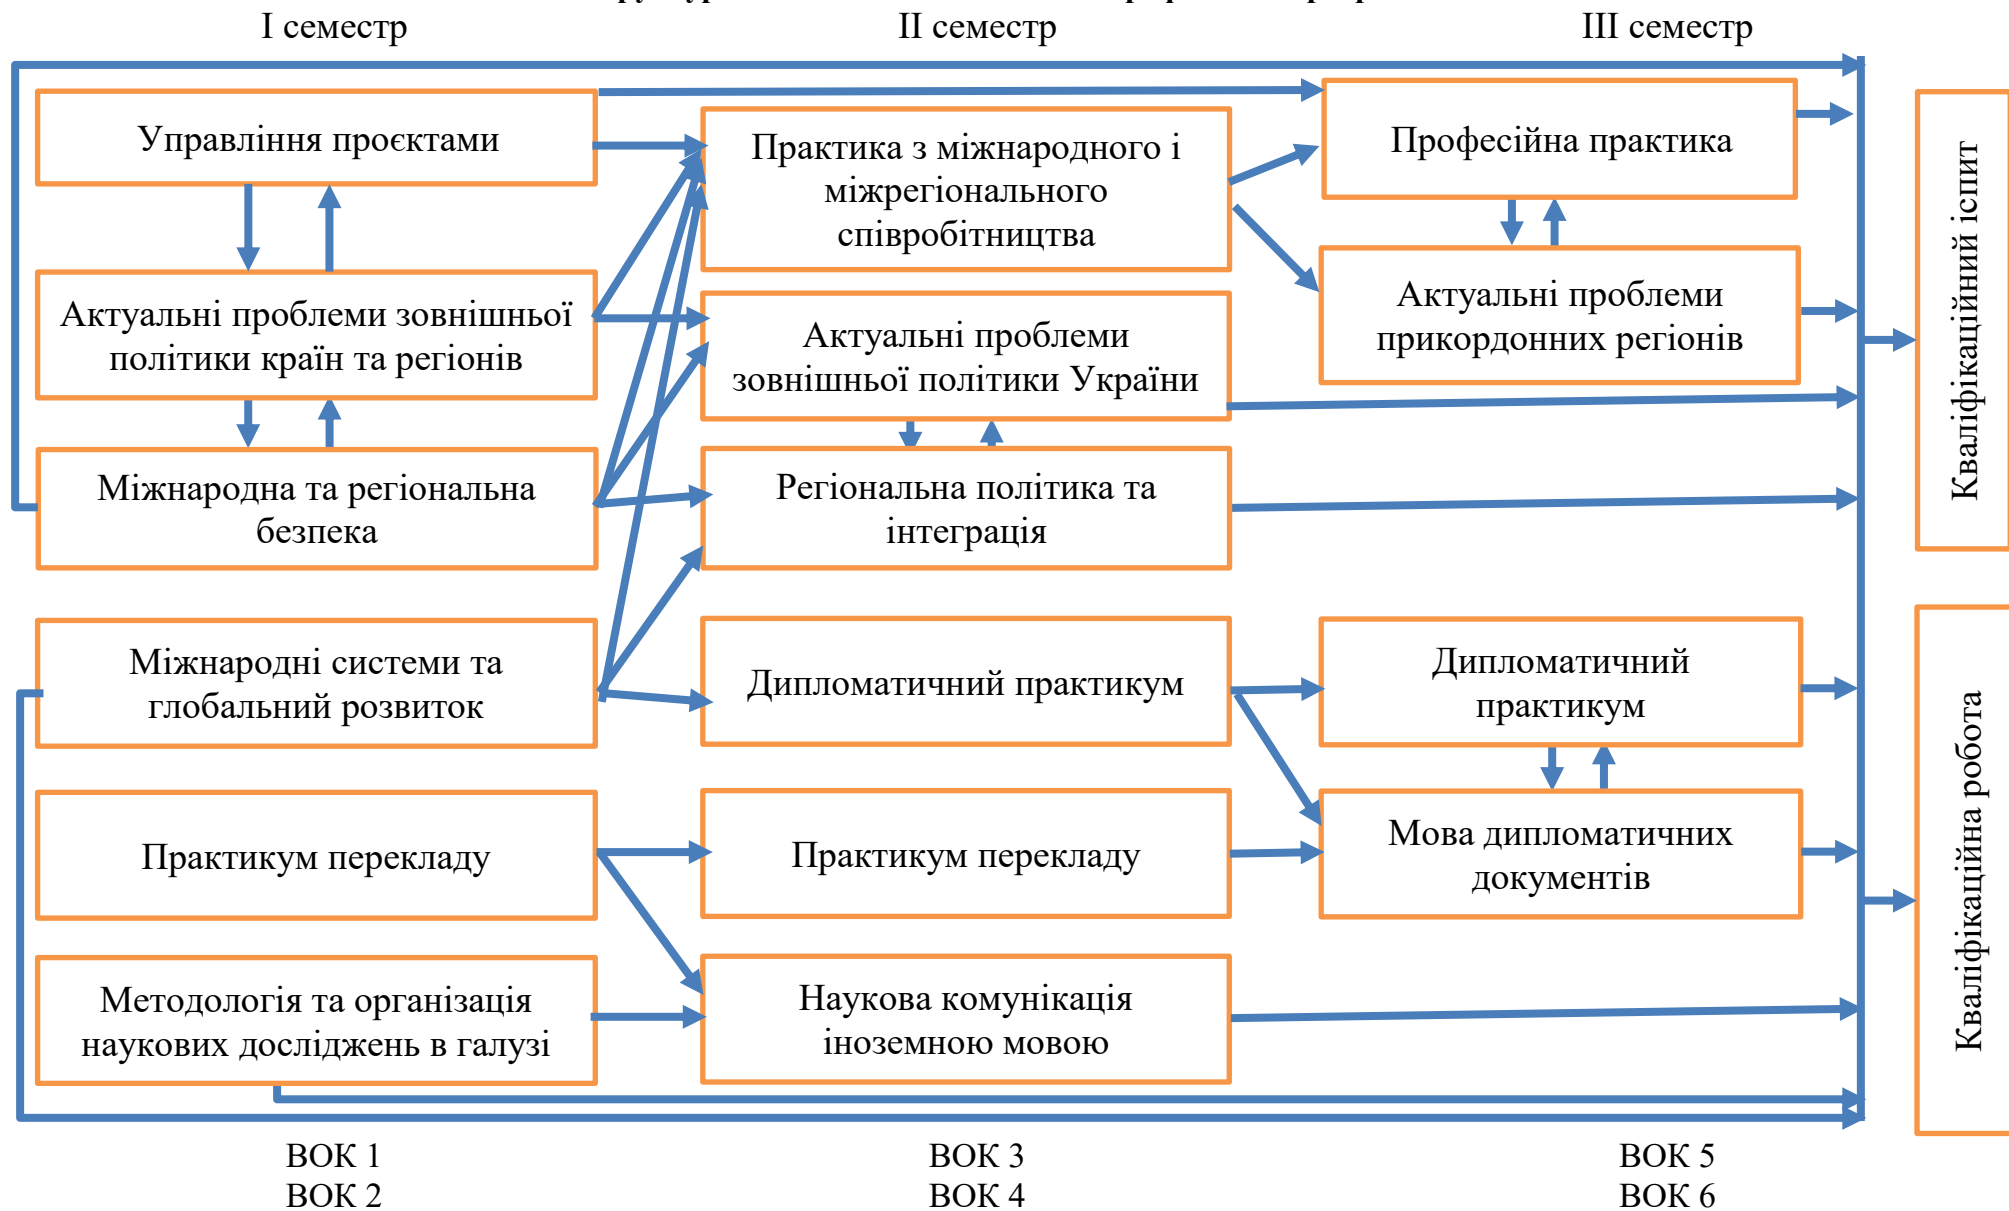 І семестр
ІІ семестр
ІІІ семестр
Управління проєктами
Актуальні проблеми зовнішньої
політики країн та регіонів
Міжнародна та регіональна
безпека
Міжнародні системи та
глобальний розвиток
Практикум перекладу
Методологія та організація
наукових досліджень в галузі
Практика з міжнародного і
міжрегіонального
співробітництва
Актуальні проблеми
зовнішньої політики України
Регіональна політика та
інтеграція
Дипломатичний практикум
Практикум перекладу
Наукова комунікація
іноземною мовою
Професійна практика
Актуальні проблеми
прикордонних регіонів
Дипломатичний
практикум
Мова дипломатичних
документів
Кваліфікаційний іспит
Кваліфікаційна робота
ВОК 1
ВОК 2
ВОК 3
ВОК 4
ВОК 5
ВОК 6